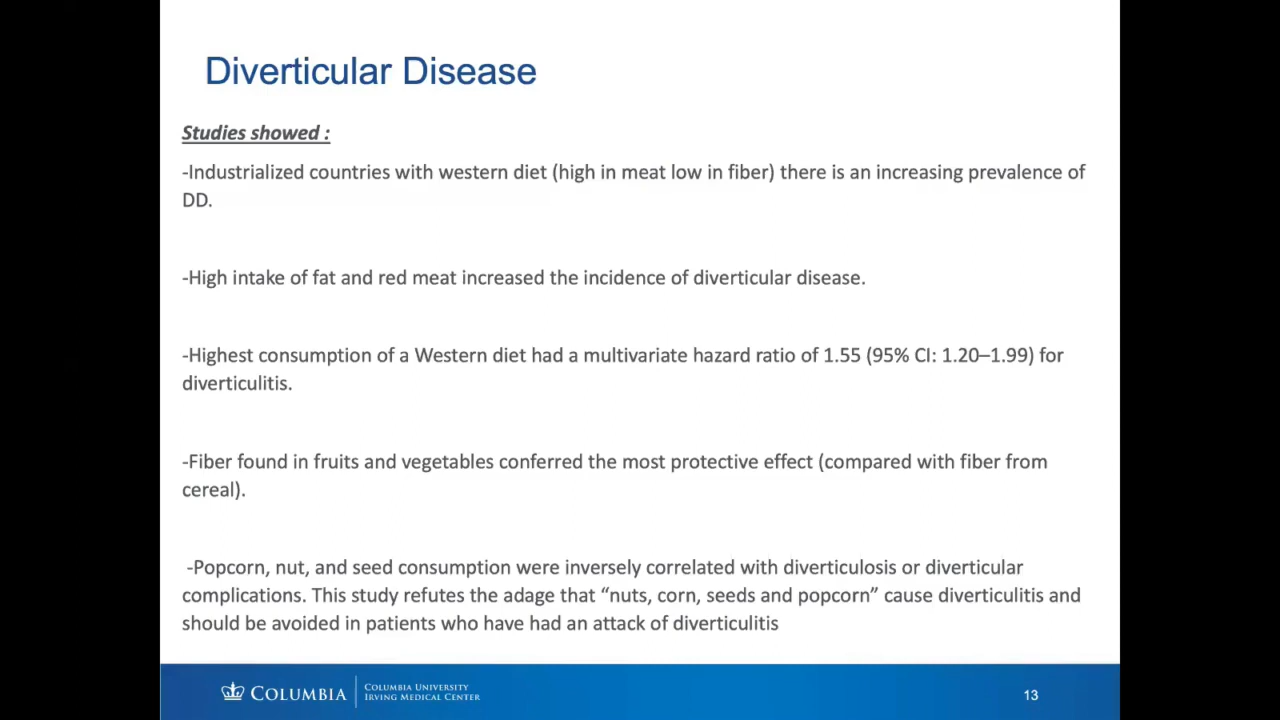 Diverticular Disease
Studies showed :
-Industrialized countries with western diet (high in meat low in fiber) there is an increasing prevalence of
DD.
-High intake of fat and red meat increased the incidence of diverticular disease.
-Highest consumption of a Western diet had a multivariate hazard ratio of 1.55 (95% CI: 1.20–1.99) for
diverticulitis.
-Fiber found in fruits and vegetables conferred the most protective effect (compared with fiber from
cereal).
-Popcorn, nut, and seed consumption were inversely correlated with diverticulosis or diverticular
complications. This study refutes the adage that “nuts, corn, seeds and popcorn” cause diverticulitis and
should be avoided in patients who have had an attack of diverticulitis
COLUMBIA
COLUMBIA UNIVERSITY
IRVING MEDICAL CENTER
13